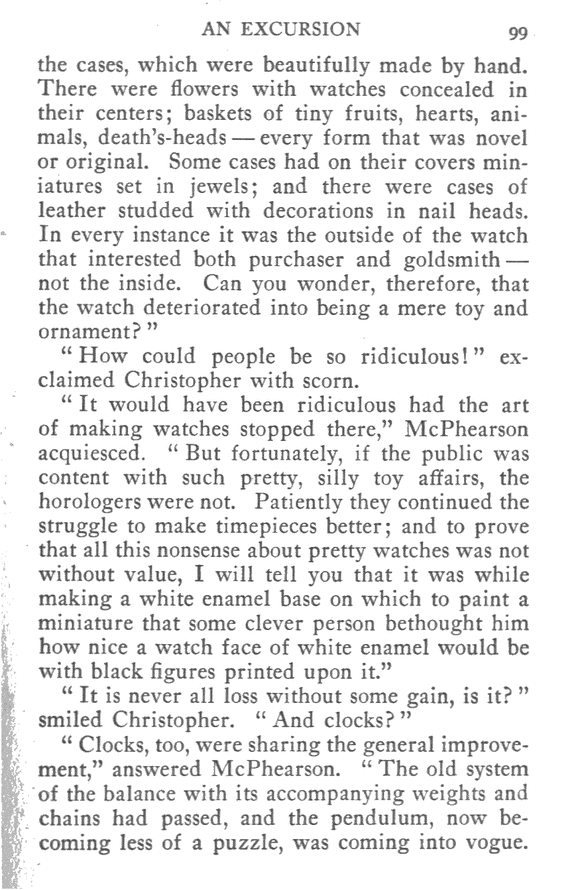 AN EXCURSION 99
the cases, which were beautifully made by hand.
There were flowers with watches concealed in
their centers; baskets of tiny fruits, hearts, ani-
mals, death's-heads — every form that was novel
or original. Some cases had on their covers min-
iatures set in jewels; and there were cases of
leather studded with decorations in nail heads.
In every instance it was the outside of the watch
that interested both purchaser and goldsmith —
not the inside. Can you wonder, therefore, that
the watch deteriorated into being a mere toy and
ornament? ”
“ How could people be so ridiculous! ” ex-
claimed Christopher with scorn.
“ It would have been ridiculous had the art
of making watches stopped there,” McPhearson
acquiesced. “ But fortunately, if the public was
content with such pretty, silly toy affairs, the
horologers were not. Patiently they continued the
struggle to make timepieces better; and to prove
that all this nonsense about pretty watches was not
without value, I will tell you that it was while
making a white enamel base on which to paint a
miniature that some clever person bethought him
how nice a watch face of white enamel would be
with black figures printed upon it.”
“ It is never all loss without some gain, is it? ”
smiled Christopher. “ And clocks? ”
“ Clocks, too, were sharing the general improve-
ment,” answered McPhearson. “ The old system
of the balance with its accompanying weights and
chains had passed, and the pendulum, now be-
coming less of a puzzle, was coming into vogue.